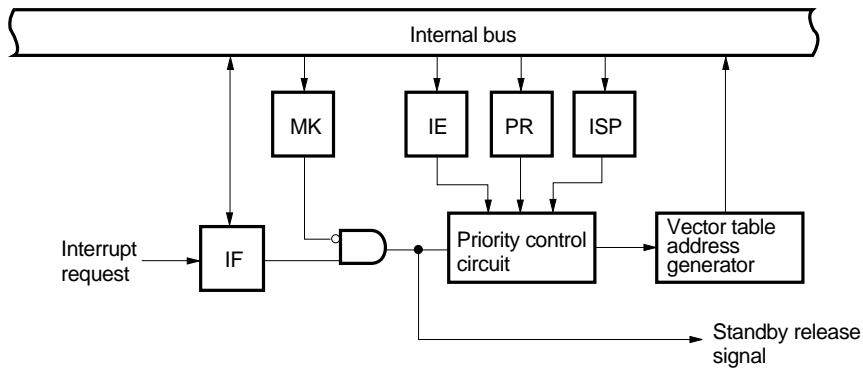 Internal bus
MK
IE
PR
ISP
Interrupt
request
IF
Priority control
circuit
Vector table
address
generator
Standby release
signal